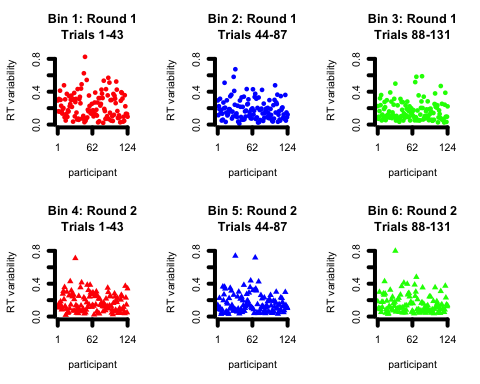 Bin 1: Round 1
Trials 1-43
RT variability
0.8
0.4
0.0
1
62
124
participant
Bin 2: Round 1
Trials 44-87
RT variability
0.8
0.4
0.0
1
62
124
participant
Bin 3: Round 1
Trials 88-131
RT variability
0.8
0.4
0.0
1
62
124
participant
Bin 4: Round 2
Trials 1-43
RT variability
0.8
0.4
0.0
1
62
124
participant
Bin 5: Round 2
Trials 44-87
RT variability
0.8
0.4
0.0
1
62
124
participant
Bin 6: Round 2
Trials 88-131
RT variability
0.8
0.4
0.0
1
62
124
participant